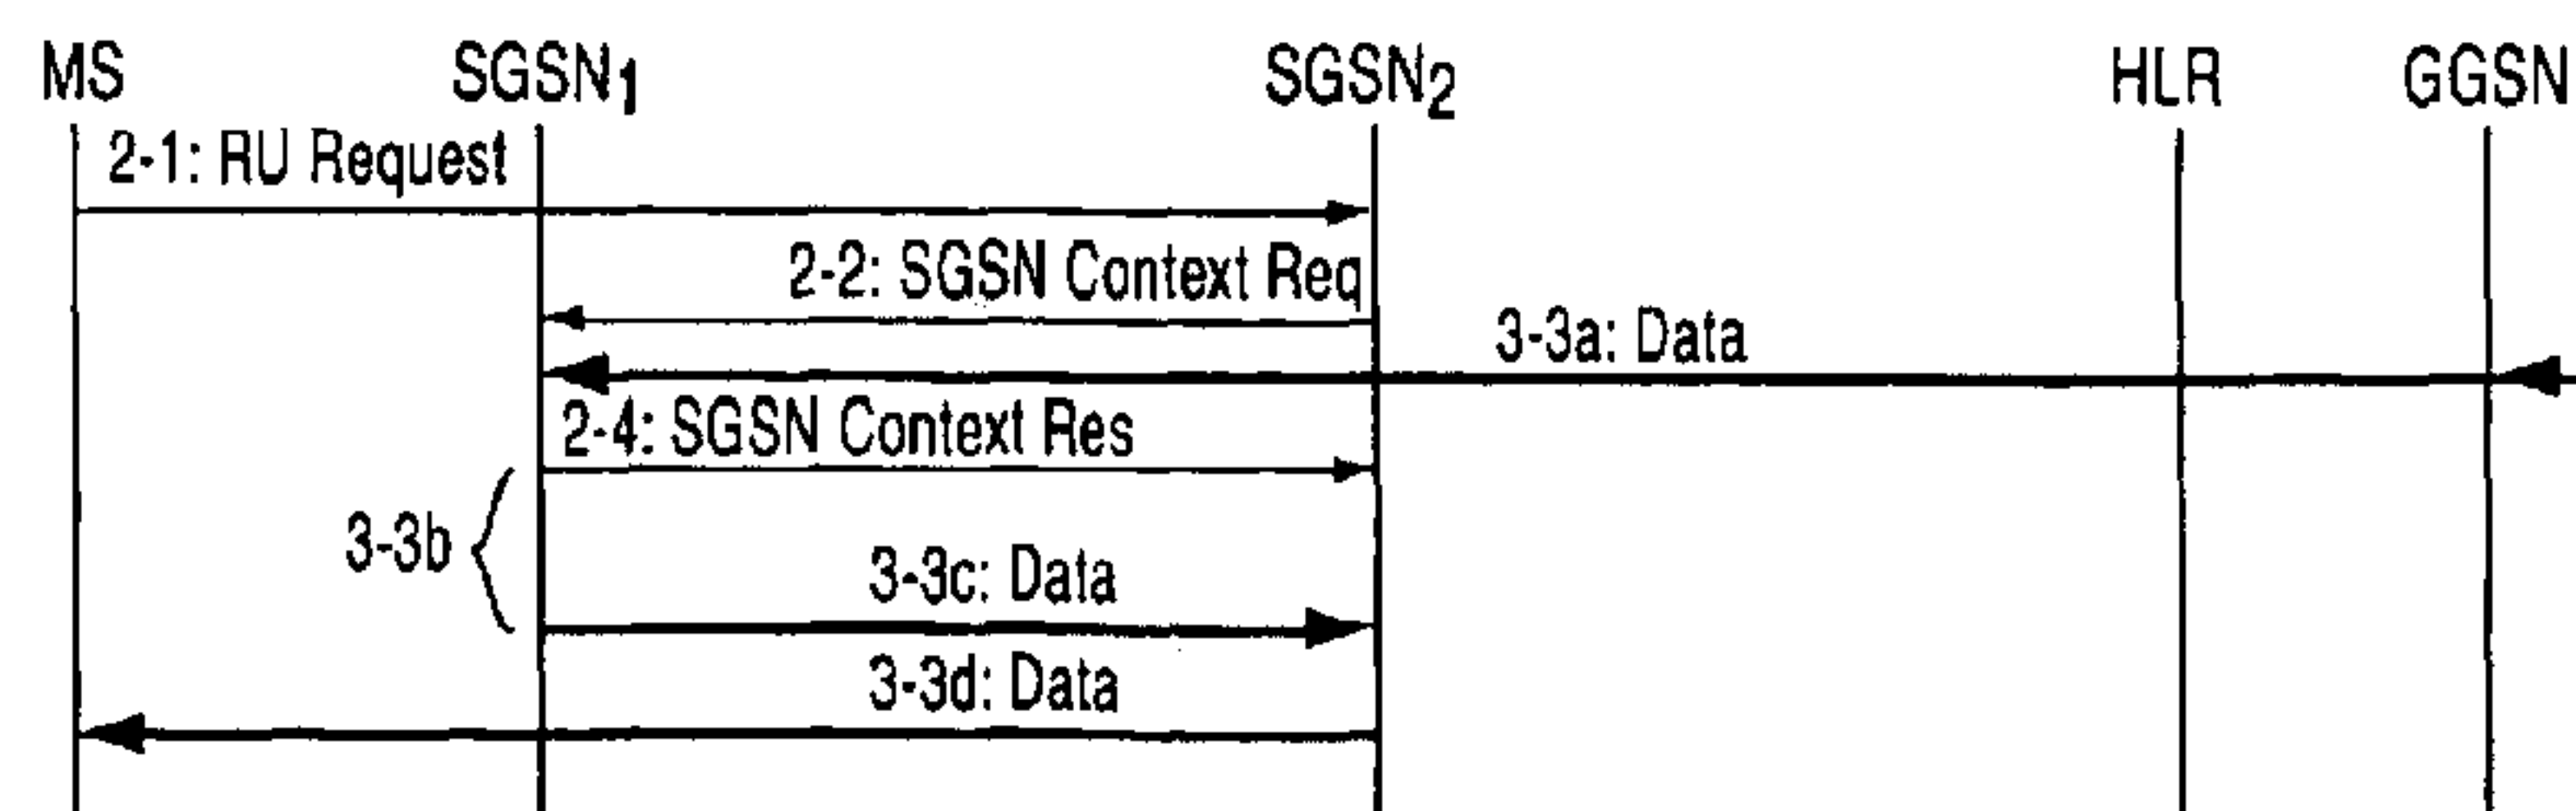 MS SGSN1 SGSN2 HLR GGSN
2-1: RU Request
2-2: SGSN Context Req
3-3a: Data
2-4: SGSN Context Res
3-3b
3-3c: Data
3-3d: Data